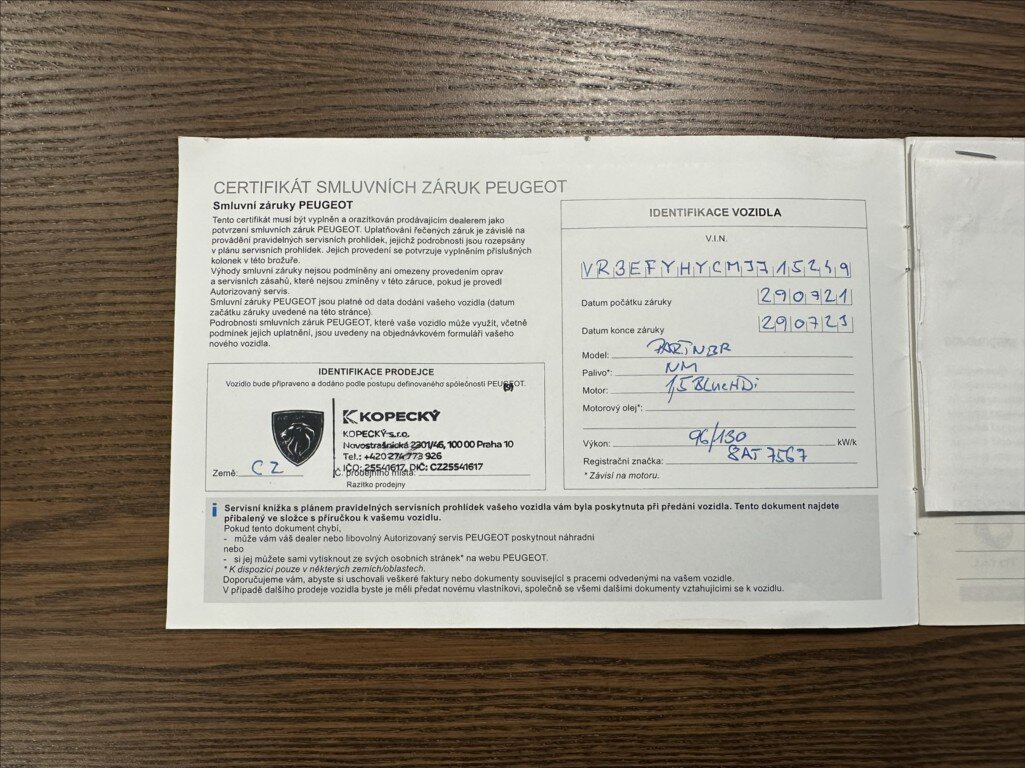 CERTIFIKÁT SMLUVNÍCH ZÁRUK PEUGEOT
Smluvní záruky PEUGEOT
Tento certifikát musí být vyplněn a orazítkován prodávajícím dealerem jako
potvrzení smluvních záruk PEUGEOT. Uplatňování řečených záruk je závislé na
provádění pravidelných servisních prohlídek, jejichž podrobnosti jsou rozepsány
v plánu servisních prohlídek. Jejich provedení se potvrzuje vyplněním příslušných
kolonek v této brožuře.
Výhody smluvní záruky nejsou podmíněny ani omezeny provedením oprav
a servisních zásahů, které nejsou zmíněny v této záruce, pokud je provedl
Autorizovaný servis.
Smluvní záruky PEUGEOT jsou platné od data dodání vašeho vozidla (datum
začátku záruky uvedené na této stránce).
Podrobnosti smluvních záruk PEUGEOT, které vaše vozidlo může využít, včetně
podmínek jejich uplatnění, jsou uvedeny na objednávkovém formuláři vašeho
nového vozidla.
IDENTIFIKACE PRODEJCE
Vozidlo bude připraveno a dodáno podle postupu definovaného společností PEUGEOT.
KOPECKÝ
KOPECKÝ s.r.o.
Novostrašnická 2301/46, 100 00 Praha 10
Tel.: +420 274 773 926
IČO: 25541617, DIČ: CZ25541617
Země: CZ
Č. prodejního místa:
Razítko prodejny
IDENTIFIKACE VOZIDLA
V.I.N.
VR3EFYHYCMJ715249
Datum počátku záruky 290721
Datum konce záruky 290723
Model: PARTNER
Palivo*: NM
Motor: 1,5 BlueHDi
Motorový olej*:
Výkon: 96/130 kW/k
Registrační značka: 8AT 7567
* Závisí na motoru.
i Servisní knížka s plánem pravidelných servisních prohlídek vašeho vozidla vám byla poskytnuta při předání vozidla. Tento dokument najdete
přibalený ve složce s příručkou k vašemu vozidlu.
Pokud tento dokument chybí,
- může vám váš dealer nebo libovolný Autorizovaný servis PEUGEOT poskytnout náhradní
nebo
- si jej můžete sami vytisknout ze svých osobních stránek* na webu PEUGEOT.
* K dispozici pouze v některých zemích/oblastech.
Doporučujeme vám, abyste si uschovali veškeré faktury nebo dokumenty související s pracemi odvedenými na vašem vozidle.
V případě dalšího prodeje vozidla byste je měli předat novému vlastníkovi, společně se všemi dalšími dokumenty vztahujícími se k vozidlu.